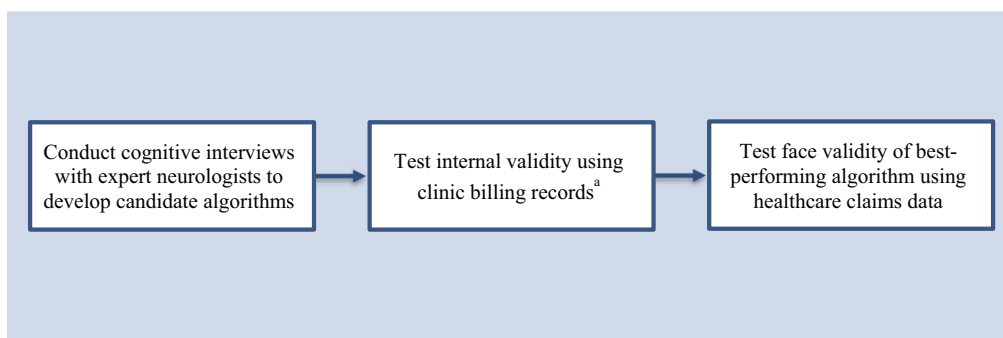 Conduct cognitive interviews
with expert neurologists to
develop candidate algorithms
Test internal validity using
clinic billing recordsᵃ
Test face validity of best-
performing algorithm using
healthcare claims data